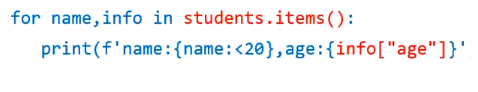 for name,info in students.items():
print(f'name:{name:<20},age:{info["age"]}'